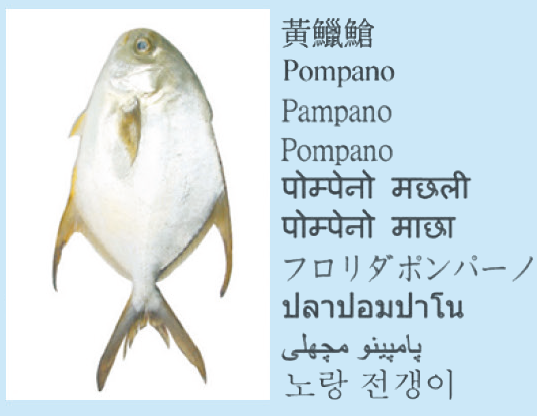 黃鱲鯧
Pompano
Pampano
Pompano
पोम्पेनो मछली
पोम्पेनो माछा
フロリダポンパーノ
ปลาปอมปาโน
پامپینو مچھلی
노랑 전갱이